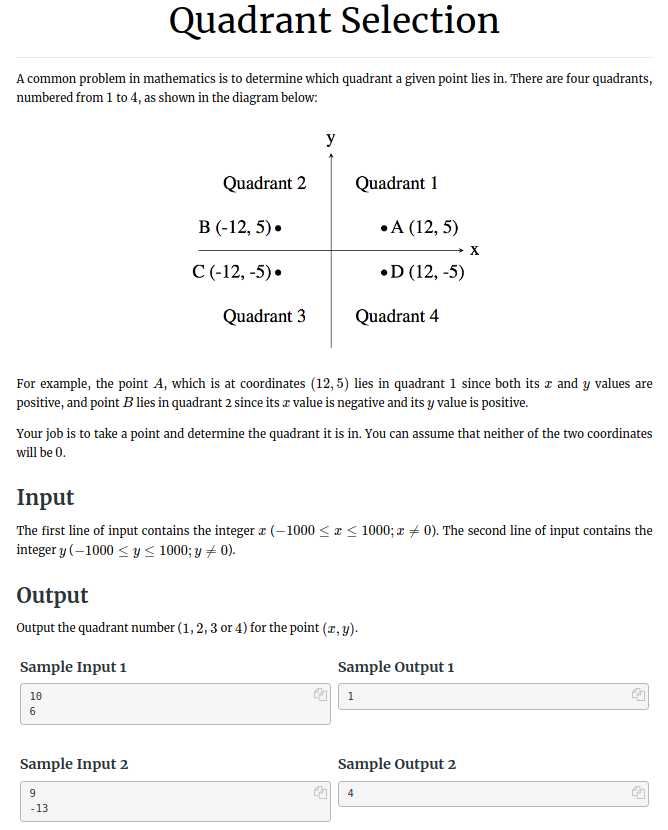 Quadrant Selection
A common problem in mathematics is to determine which quadrant a given point lies in. There are four quadrants,
numbered from 1 to 4, as shown in the diagram below:
y
Quadrant 2 Quadrant 1
B (-12, 5) A (12, 5)
x
C (-12, -5) D (12, -5)
Quadrant 3 Quadrant 4
For example, the point A, which is at coordinates (12, 5) lies in quadrant 1 since both its x and y values are
positive, and point B lies in quadrant 2 since its x value is negative and its y value is positive.
Your job is to take a point and determine the quadrant it is in. You can assume that neither of the two coordinates
will be 0.
Input
The first line of input contains the integer x (−1000 ≤ x ≤ 1000; x ≠ 0). The second line of input contains the
integer y (−1000 ≤ y ≤ 1000; y ≠ 0).
Output
Output the quadrant number (1, 2, 3 or 4) for the point (x, y).
Sample Input 1 Sample Output 1
10 1
6
Sample Input 2 Sample Output 2
9 4
-13